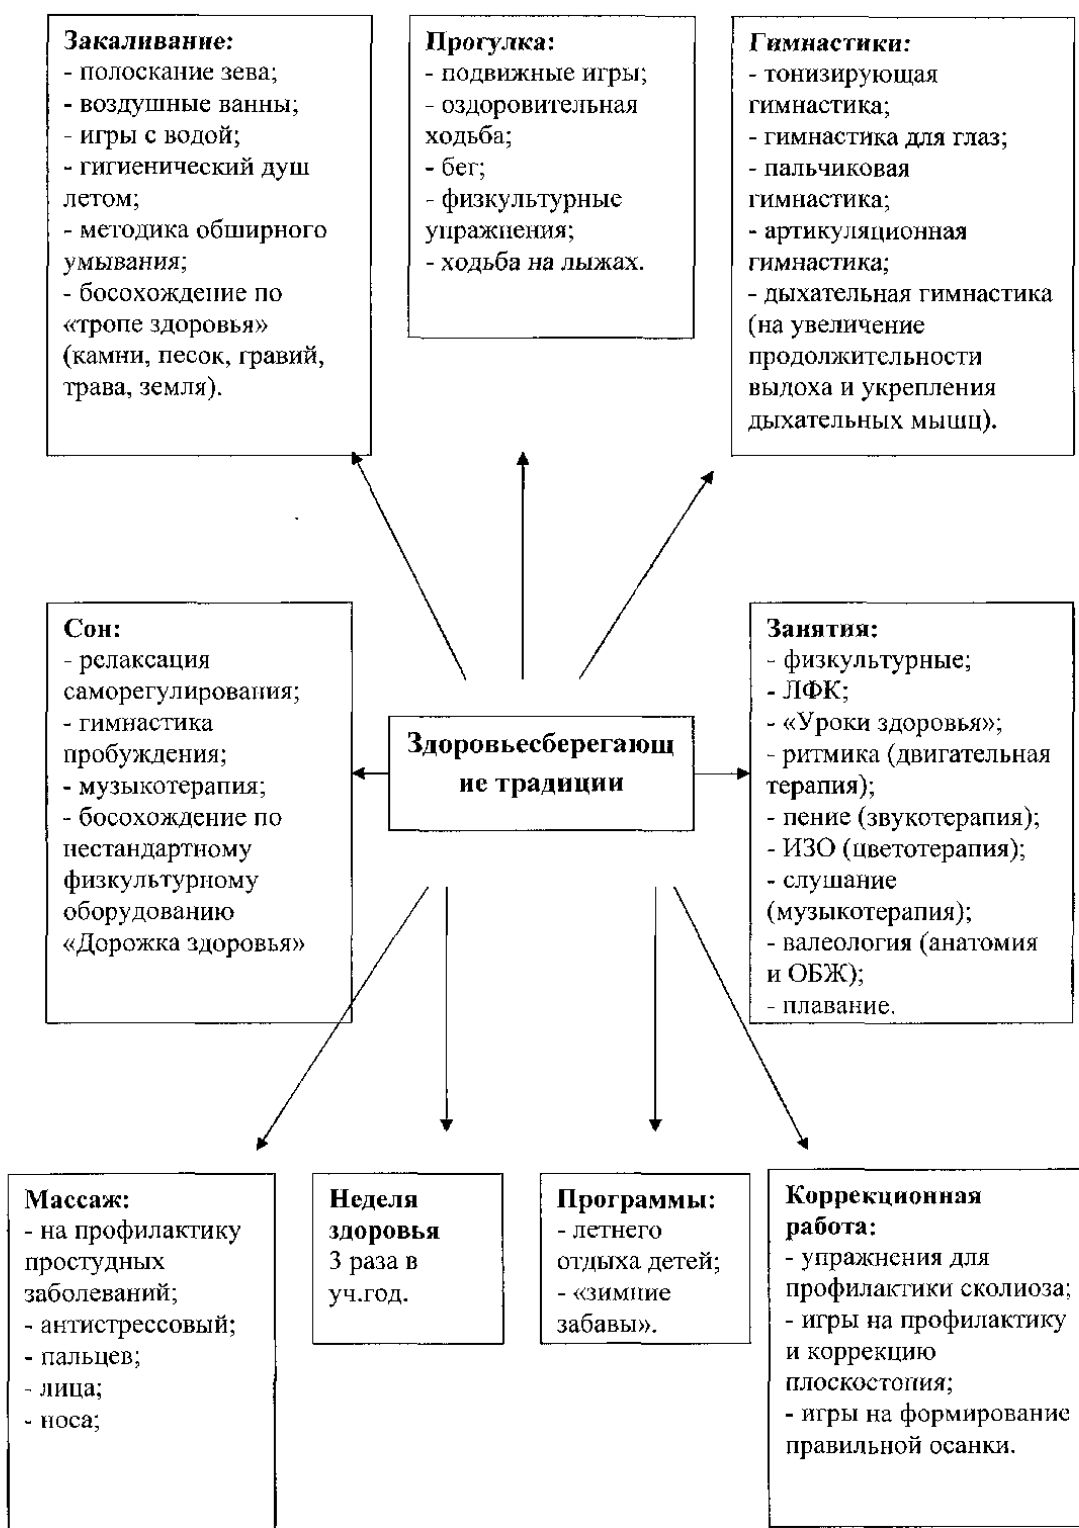 Закаливание:
- полоскание зева;
- воздушные ванны;
- игры с водой;
- гигиенический душ
летом;
- методика обширного
умывания;
- босохождение по
«тропе здоровья»
(камни, песок, гравий,
трава, земля).
Прогулка:
- подвижные игры;
- оздоровительная
ходьба;
- бег;
- физкультурные
упражнения;
- ходьба на лыжах.
Гимнастики:
- тонизирующая
гимнастика;
- гимнастика для глаз;
- пальчиковая
гимнастика;
- артикуляционная
гимнастика;
- дыхательная гимнастика
(на увеличение
продолжительности
выдоха и укрепления
дыхательных мышц).
Сон:
- релаксация
саморегулирования;
- гимнастика
пробуждения;
- музыкотерапия;
- босохождение по
нестандартному
физкультурному
оборудованию
«Дорожка здоровья»
Здоровьесберегающ
ие традиции
Занятия:
- физкультурные;
- ЛФК;
- «Уроки здоровья»;
- ритмика (двигательная
терапия);
- пение (звукотерапия);
- ИЗО (цветотерапия);
- слушание
(музыкотерапия);
- валеология (анатомия
и ОБЖ);
- плавание.
Массаж:
- на профилактику
простудных
заболеваний;
- антистрессовый;
- пальцев;
- лица;
- носа;
Неделя
здоровья
3 раза в
уч.год.
Программы:
- летнего
отдыха детей;
- «зимние
забавы».
Коррекционная
работа:
- упражнения для
профилактики сколиоза;
- игры на профилактику
и коррекцию
плоскостопия;
- игры на формирование
правильной осанки.